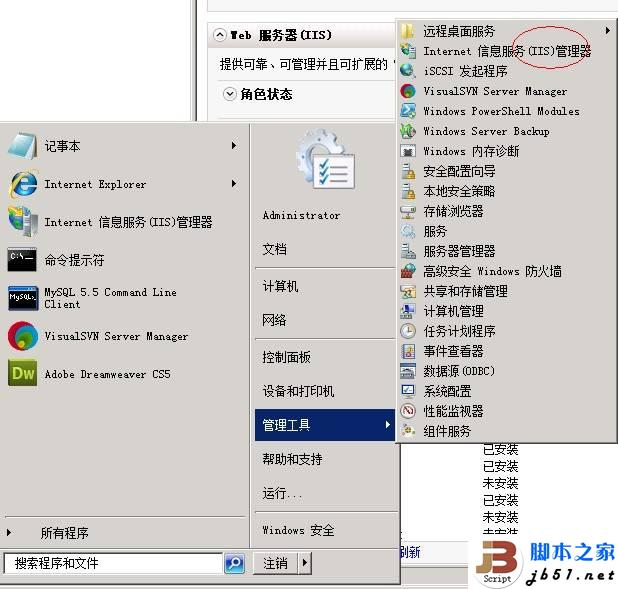 Web 服务器(IIS)
提供可靠、可管理并且可扩展的
角色状态
记事本
Internet Explorer
Internet 信息服务(IIS)管理器
命令提示符
C:\
MySQL 5.5 Command Line
Client
MySQL
VisualSVN Server Manager
Dw
Adobe Dreamweaver CS5
所有程序
搜索程序和文件
Administrator
文档
计算机
网络
控制面板
设备和打印机
管理工具
帮助和支持
运行...
Windows 安全
注销
远程桌面服务
Internet 信息服务(IIS)管理器
iSCSI 发起程序
VisualSVN Server Manager
Windows PowerShell Modules
Windows Server Backup
Windows 内存诊断
安全配置向导
本地安全策略
存储浏览器
服务
服务器管理器
高级安全 Windows 防火墙
共享和存储管理
计算机管理
任务计划程序
事件查看器
数据源(ODBC)
系统配置
性能监视器
组件服务
已安装
已安装
未安装
已安装
未安装
未安装
刷新
JB
Script
脚本之家
jb51.net